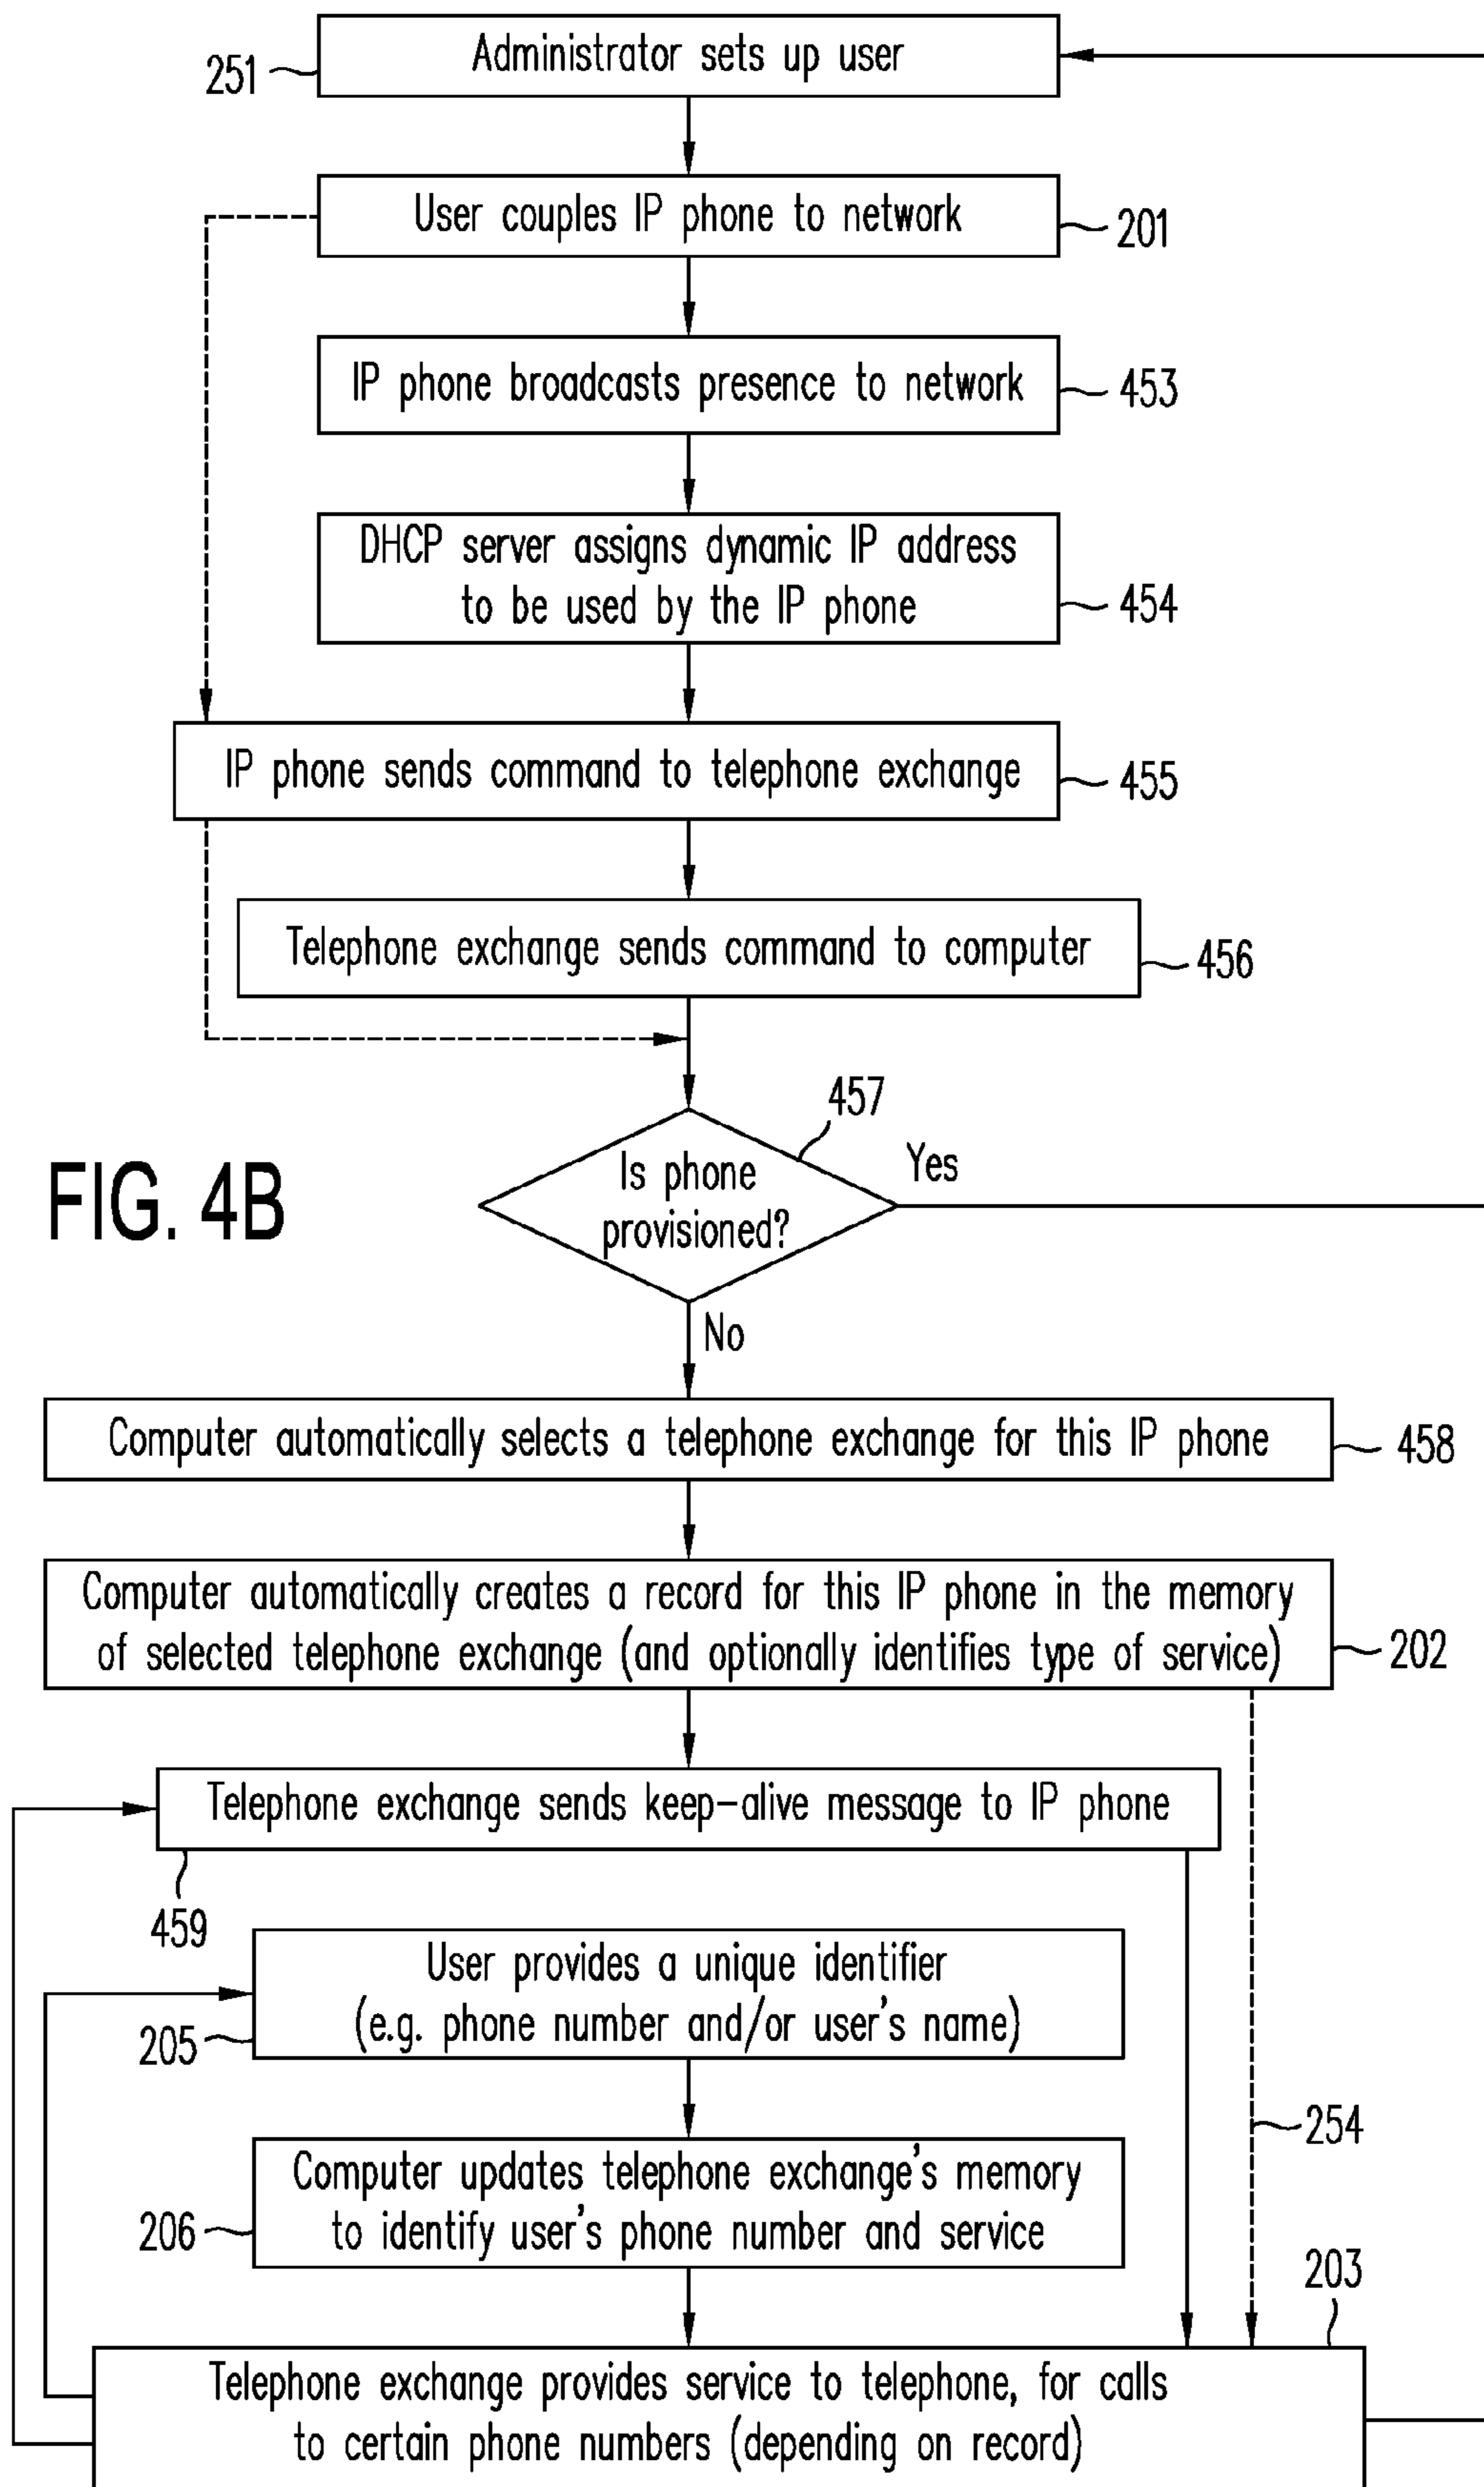 Administrator sets up user
251
User couples IP phone to network
201
IP phone broadcasts presence to network
453
DHCP server assigns dynamic IP address
to be used by the IP phone
454
IP phone sends command to telephone exchange
455
Telephone exchange sends command to computer
456
457
FIG. 4B
Is phone
provisioned?
Yes
No
Computer automatically selects a telephone exchange for this IP phone
458
Computer automatically creates a record for this IP phone in the memory
of selected telephone exchange (and optionally identifies type of service)
202
Telephone exchange sends keep-alive message to IP phone
459
User provides a unique identifier
(e.g. phone number and/or user's name)
205
254
Computer updates telephone exchange's memory
to identify user's phone number and service
206
203
Telephone exchange provides service to telephone, for calls
to certain phone numbers (depending on record)